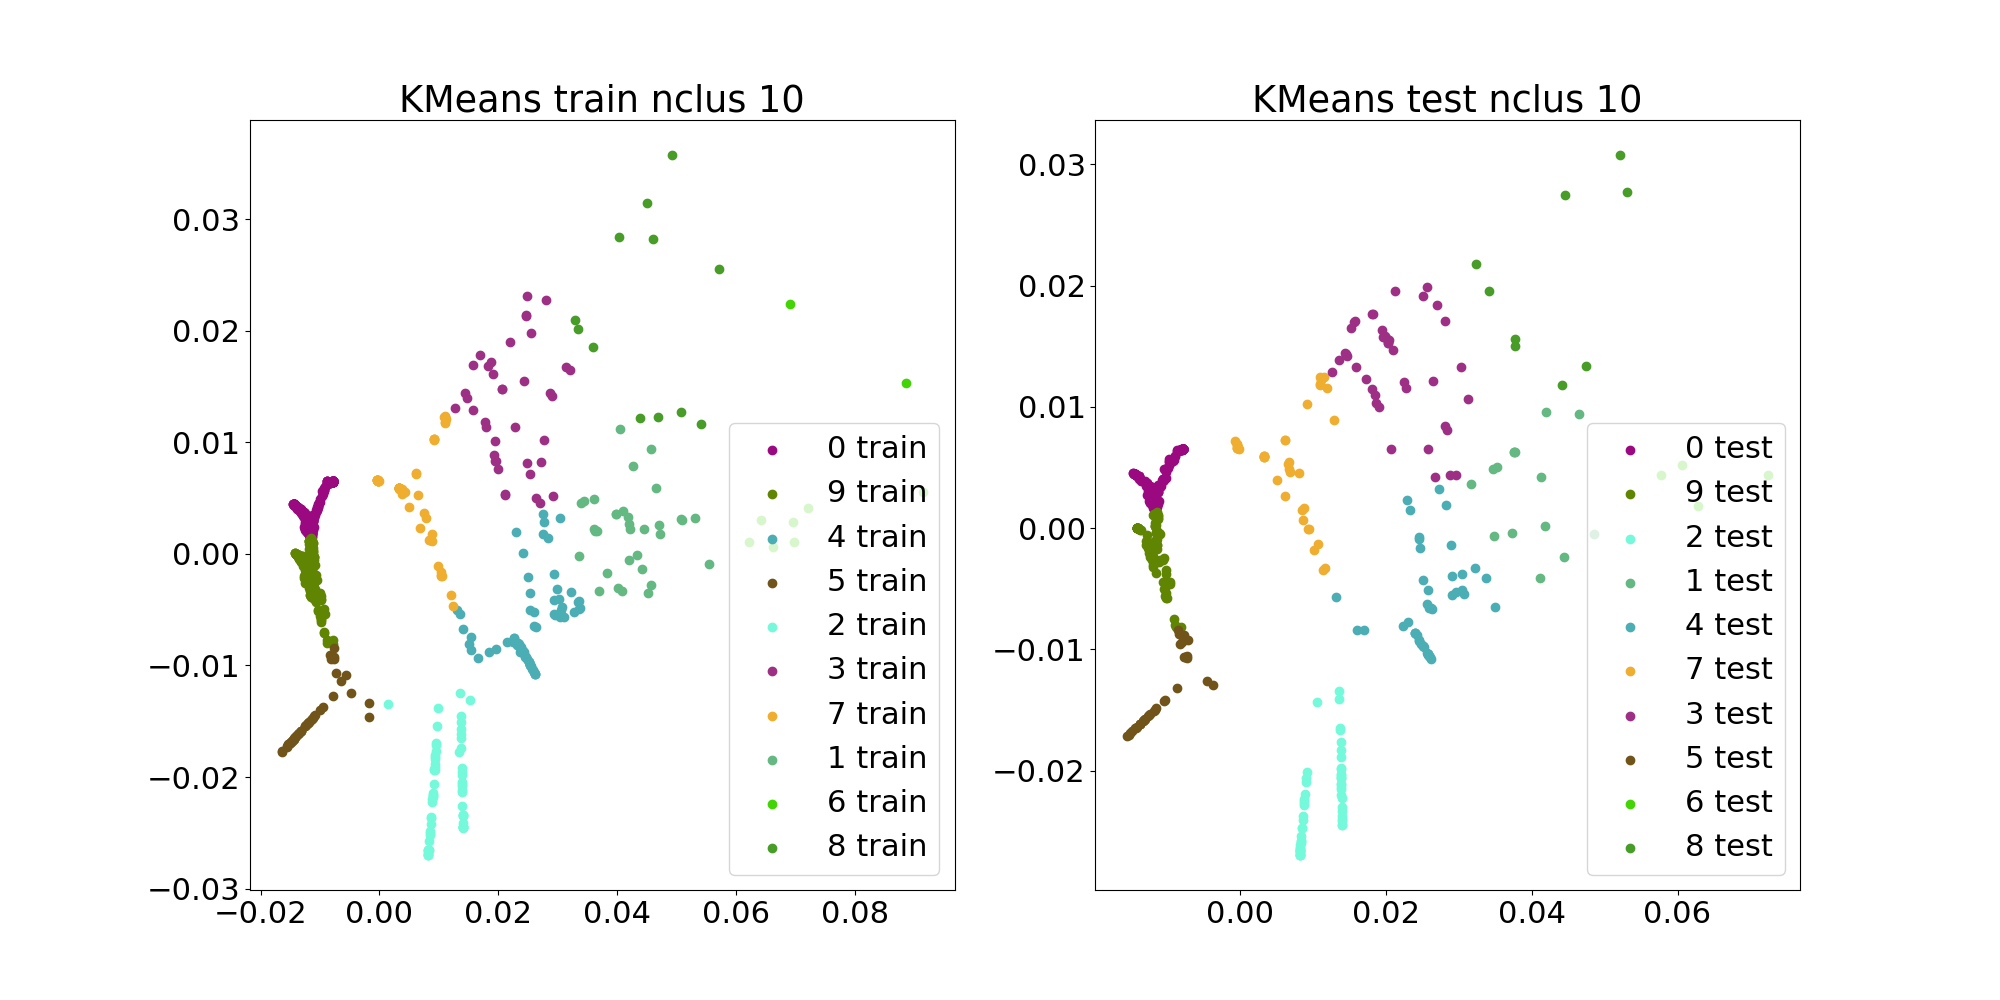 KMeans train nclus 10
0.03
0.02
0.01
0.00
−0.01
−0.02
−0.03
−0.02 0.00 0.02 0.04 0.06 0.08
0 train
9 train
4 train
5 train
2 train
3 train
7 train
1 train
6 train
8 train
KMeans test nclus 10
0.03
0.02
0.01
0.00
−0.01
−0.02
0.00 0.02 0.04 0.06
0 test
9 test
2 test
1 test
4 test
7 test
3 test
5 test
6 test
8 test